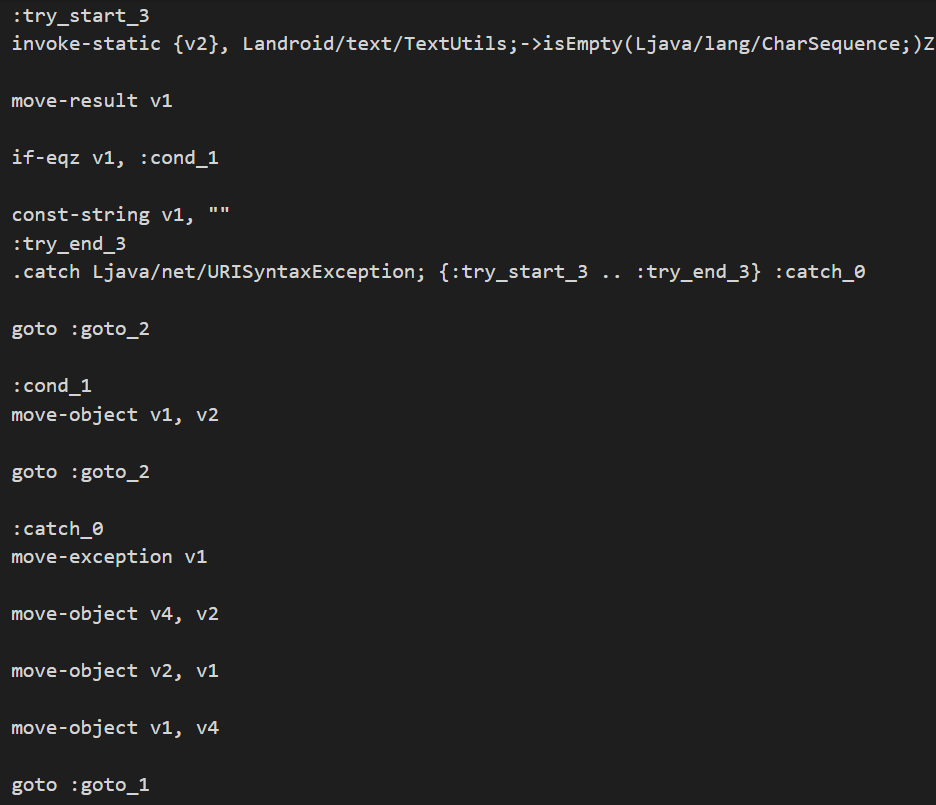 :try_start_3
invoke-static {v2}, Landroid/text/TextUtils;->isEmpty(Ljava/lang/CharSequence;)Z
move-result v1
if-eqz v1, :cond_1
const-string v1, ""
:try_end_3
.catch Ljava/net/URISyntaxException; {:try_start_3 .. :try_end_3} :catch_0
goto :goto_2
:cond_1
move-object v1, v2
goto :goto_2
:catch_0
move-exception v1
move-object v4, v2
move-object v2, v1
move-object v1, v4
goto :goto_1